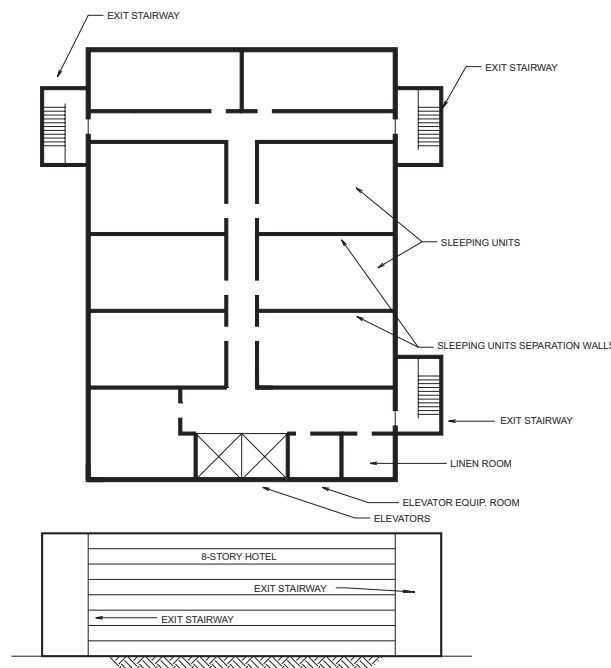 EXIT STAIRWAY
EXIT STAIRWAY
SLEEPING UNITS
SLEEPING UNITS SEPARATION WALLS
EXIT STAIRWAY
LINEN ROOM
ELEVATOR EQUIP. ROOM
ELEVATORS
8-STORY HOTEL
EXIT STAIRWAY
EXIT STAIRWAY